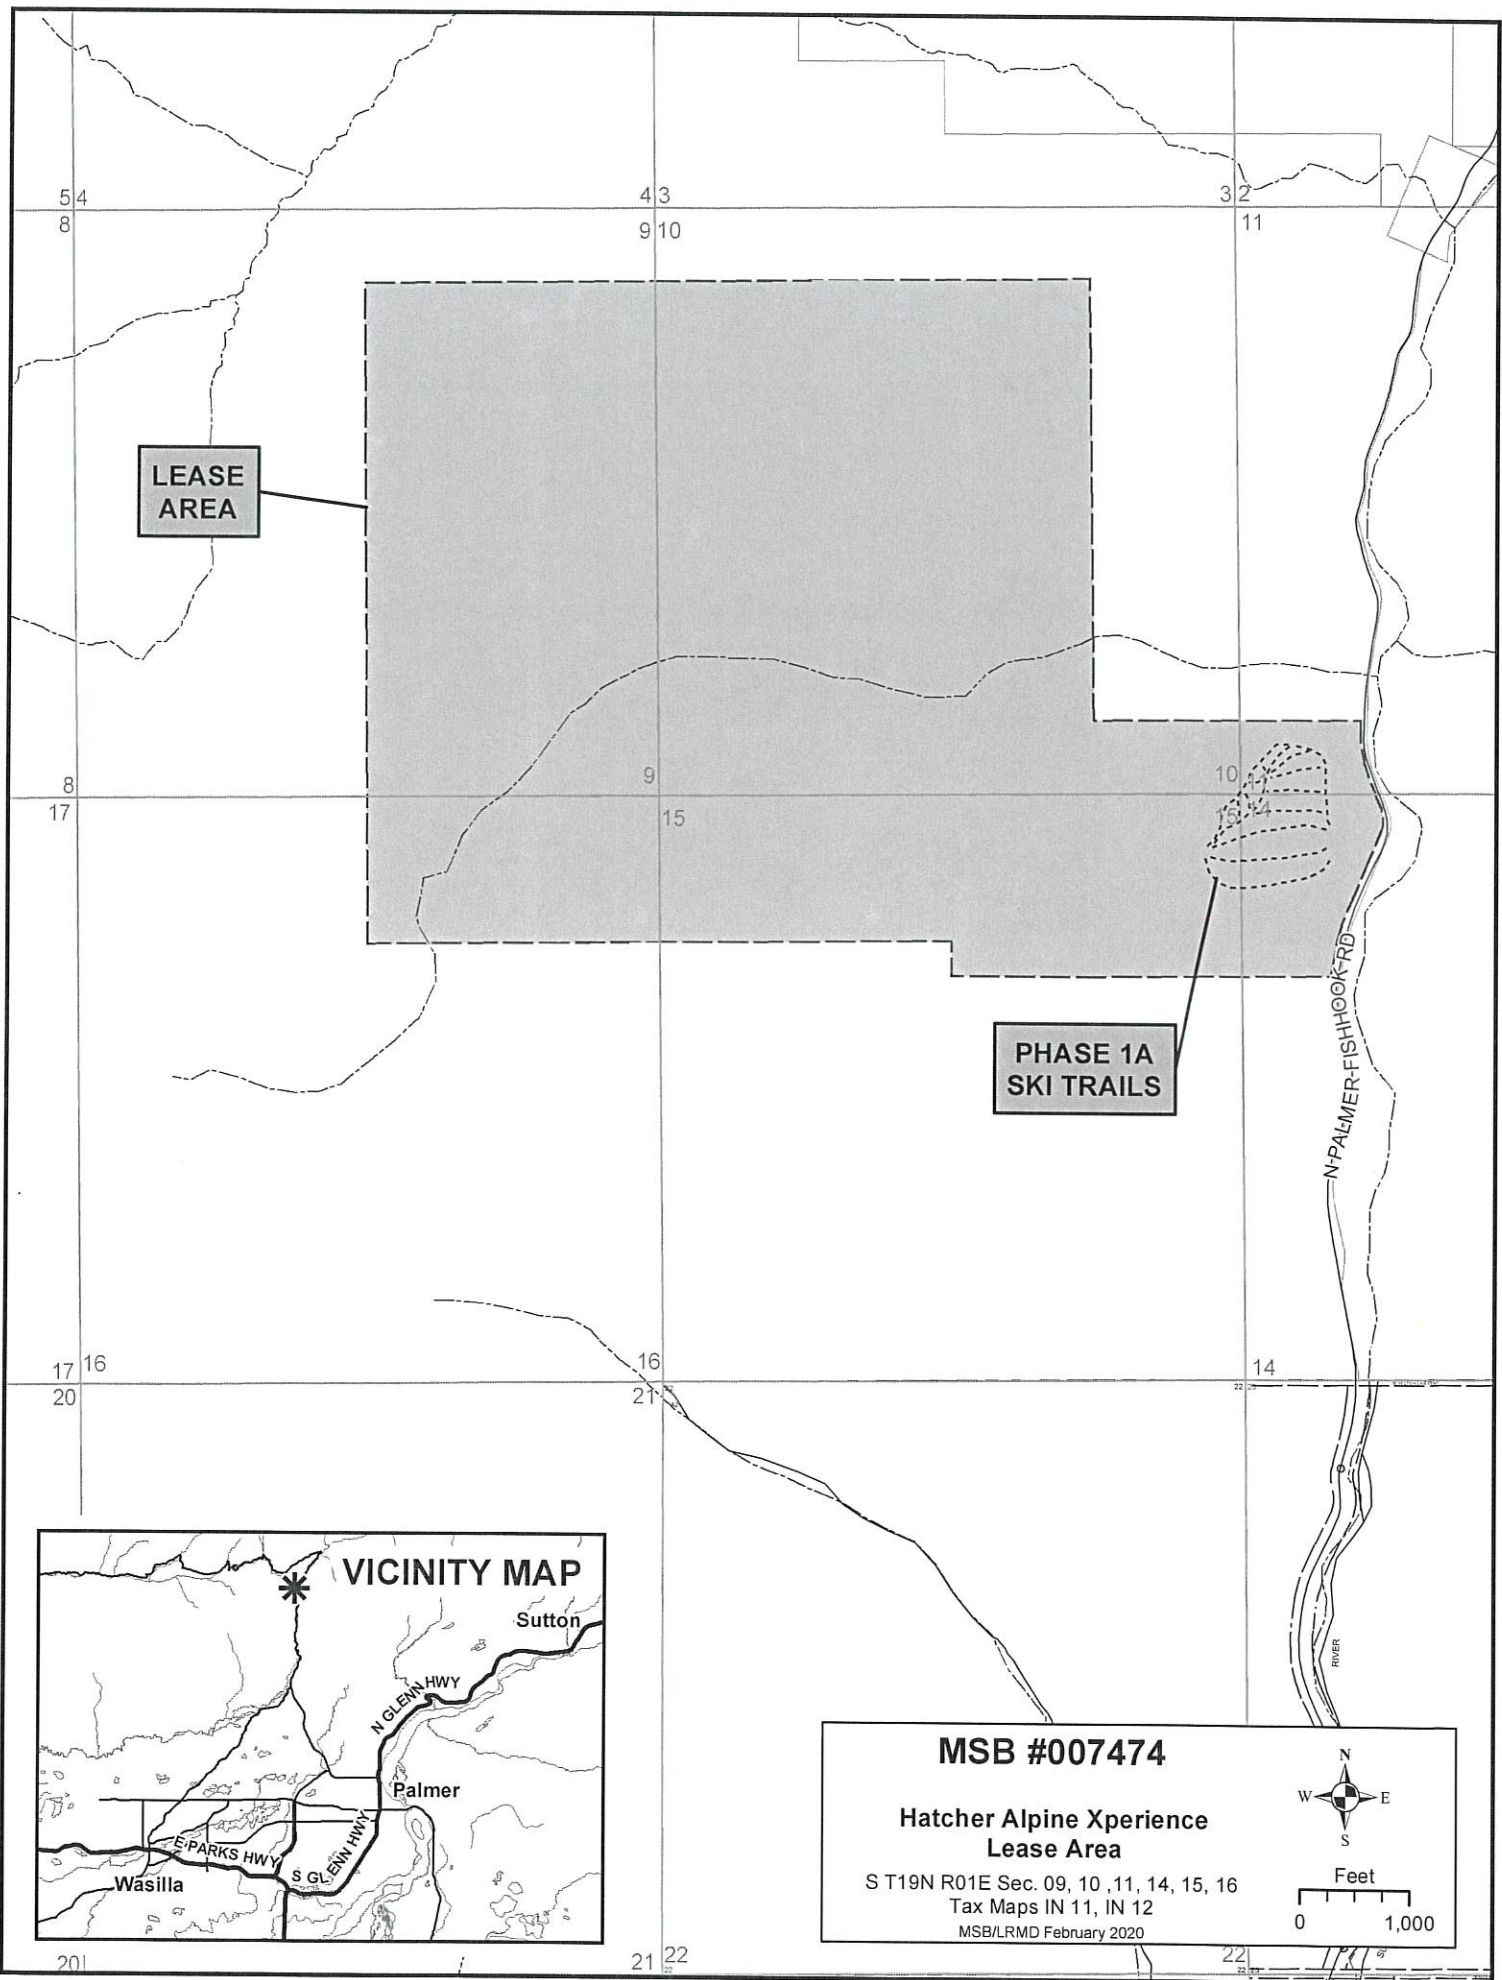 5 4
8
4 3
9 10
3 2
11
LEASE
AREA
8
17
9
15
10 11
15 14
N-PALMER-FISHHOOK-RD
PHASE 1A
SKI TRAILS
17 16
20
16
21
14
22 23
RIVER
VICINITY MAP
Sutton
N GLENN HWY
Palmer
E PARKS HWY
S GLENN HWY
Wasilla
MSB #007474
Hatcher Alpine Xperience
Lease Area
S T19N R01E Sec. 09, 10 ,11, 14, 15, 16
Tax Maps IN 11, IN 12
MSB/LRMD February 2020
N
W E
S
Feet
0 1,000
20
21 22
22